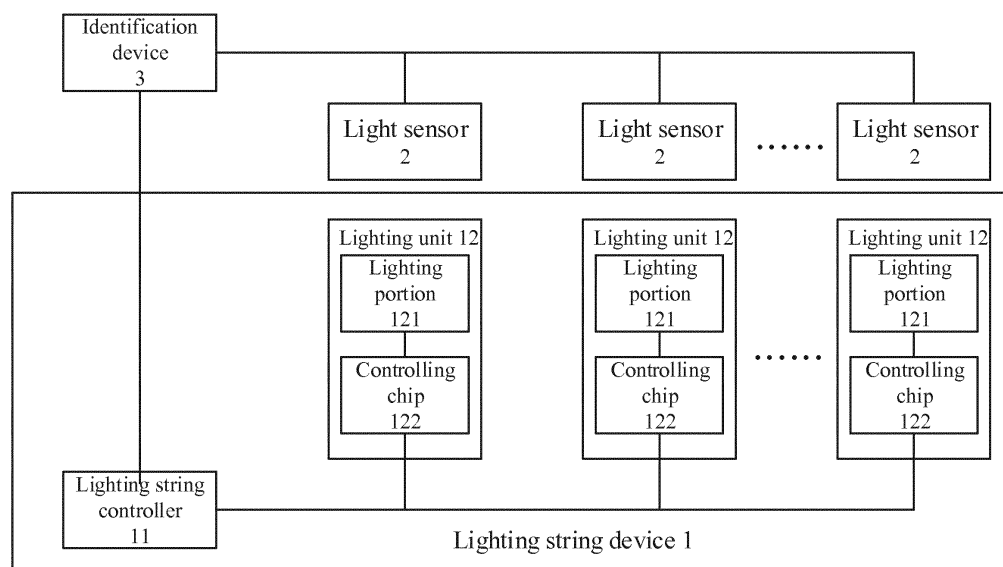 Identification
device
3
Light sensor
2
Light sensor
2
......
Light sensor
2
Lighting unit 12
Lighting
portion
121
Controlling
chip
122
Lighting unit 12
Lighting
portion
121
Controlling
chip
122
......
Lighting unit 12
Lighting
portion
121
Controlling
chip
122
Lighting string
controller
11
Lighting string device 1